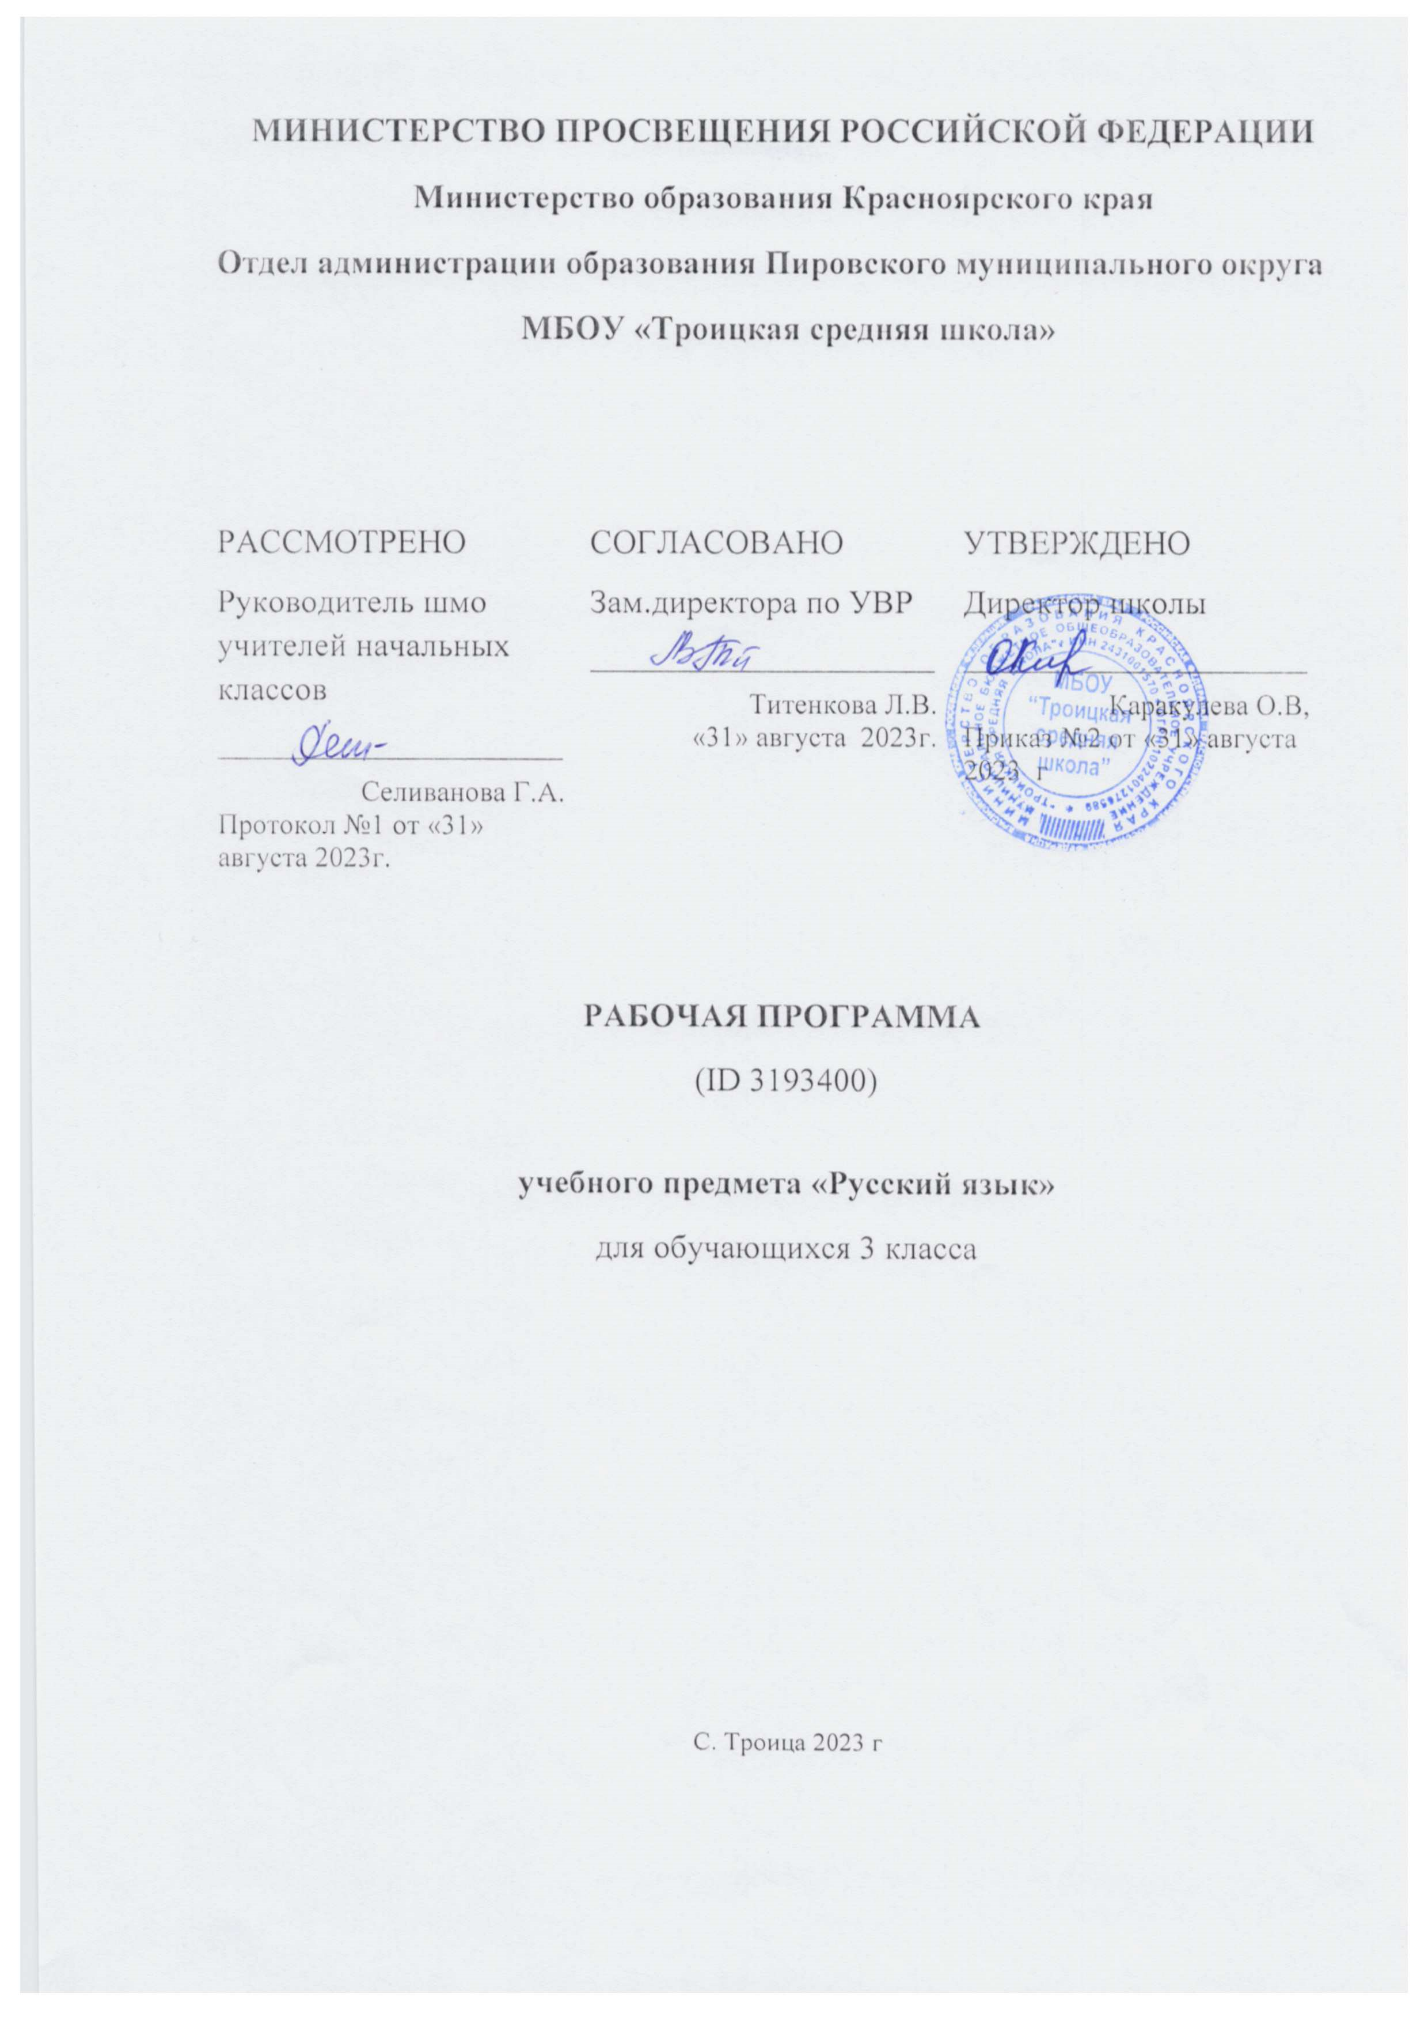 МИНИСТЕРСТВО ПРОСВЕЩЕНИЯ РОССИЙСКОЙ ФЕДЕРАЦИИ
Министерство образования Красноярского края
Отдел администрации образования Пировского муниципального округа
МБОУ «Троицкая средняя школа»
РАССМОТРЕНО
Руководитель шмо
учителей начальных
классов
Селиванова Г.А.
Протокол №1 от «31»
августа 2023г.
СОГЛАСОВАНО
Зам.директора по УВР
Титенкова Л.В.
«31» августа 2023г.
УТВЕРЖДЕНО
Директор школы
Каракулева О.В,
Приказ №2 от «31» августа
2023 г
МБОУ
“Троицкая
средняя
школа”
РАБОЧАЯ ПРОГРАММА
(ID 3193400)
учебного предмета «Русский язык»
для обучающихся 3 класса
С. Троица 2023 г